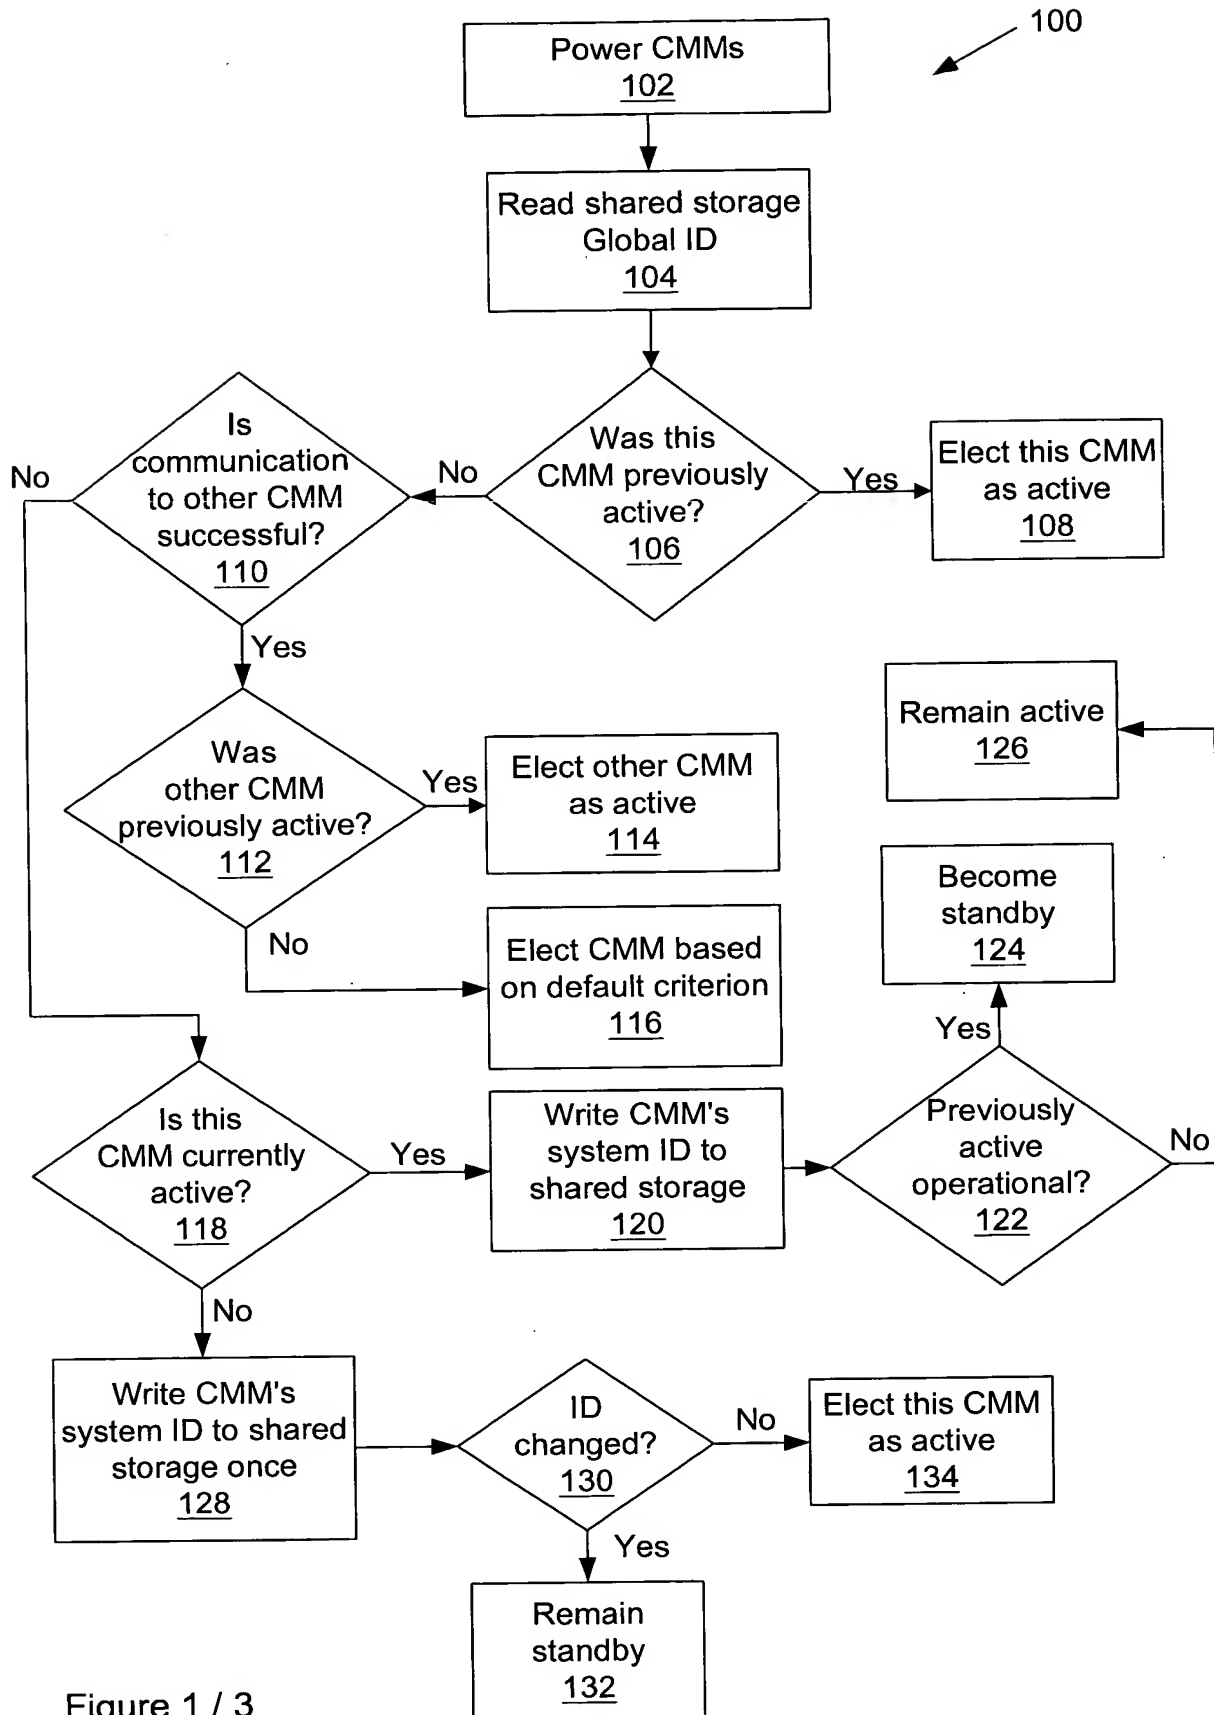 100
Power CMMs
102
Read shared storage
Global ID
104
Was this
CMM previously
active?
106
Yes
Elect this CMM
as active
108
No
Is
communication
to other CMM
successful?
110
No
Yes
Was
other CMM
previously active?
112
Yes
Elect other CMM
as active
114
No
Elect CMM based
on default criterion
116
Is this
CMM currently
active?
118
Yes
Write CMM's
system ID to
shared storage
120
Previously
active
operational?
122
Yes
Become
standby
124
No
Remain active
126
No
Write CMM's
system ID to shared
storage once
128
ID
changed?
130
No
Elect this CMM
as active
134
Yes
Remain
standby
132
Figure 1 / 3